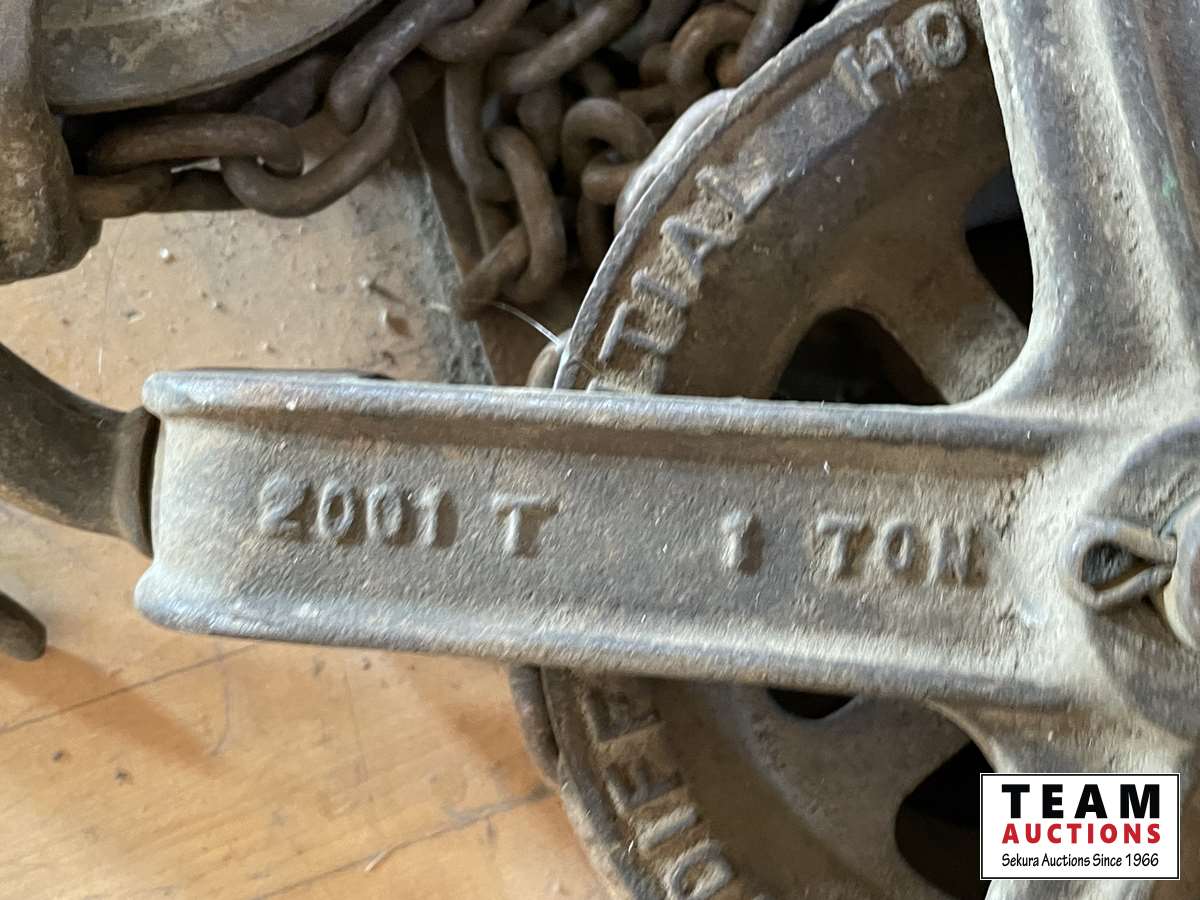 TIAL HO
2001 T 1 TON
TEAM
AUCTIONS
Sekura Auctions Since 1966